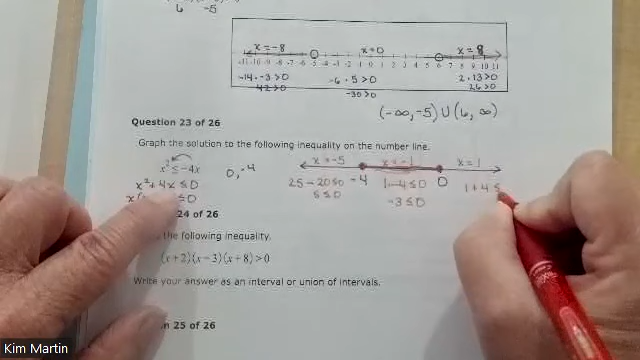 6 -5
x=-8 x=0 x=8
-11 -10 -9 -8 -7 -6 -5 -4 -3 -2 -1 0 1 2 3 4 5 6 7 8 9 10 11
-14·-3>0 -6·5>0 2·13>0
42>0 -30>0 26>0
(-∞,-5)∪(6,∞)
Question 23 of 26
Graph the solution to the following inequality on the number line.
x² ≤ -4x 0,-4 x=-5 x=-1 x=1
x²+4x ≤0 25-20≤0 -4 1-4≤0 0 1+4≤
x( ≤0 5≤0 -3≤0
24 of 26
the following inequality.
(x+2)(x-3)(x+8)>0
Write your answer as an interval or union of intervals.
n 25 of 26
Kim Martin